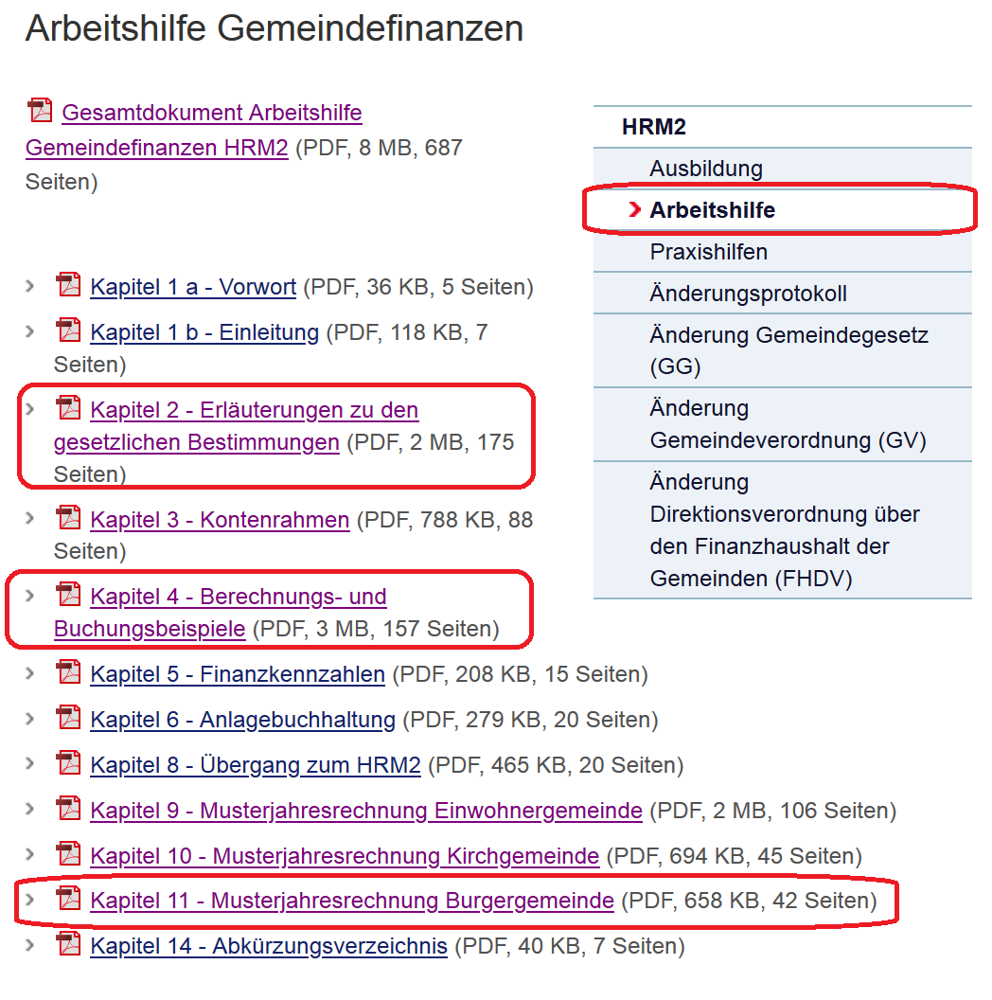 Arbeitshilfe Gemeindefinanzen
Gesamtdokument Arbeitshilfe
Gemeindefinanzen HRM2 (PDF, 8 MB, 687
Seiten)
Kapitel 1 a - Vorwort (PDF, 36 KB, 5 Seiten)
Kapitel 1 b - Einleitung (PDF, 118 KB, 7
Seiten)
Kapitel 2 - Erläuterungen zu den
gesetzlichen Bestimmungen (PDF, 2 MB, 175
Seiten)
Kapitel 3 - Kontenrahmen (PDF, 788 KB, 88
Seiten)
Kapitel 4 - Berechnungs- und
Buchungsbeispiele (PDF, 3 MB, 157 Seiten)
Kapitel 5 - Finanzkennzahlen (PDF, 208 KB, 15 Seiten)
Kapitel 6 - Anlagebuchhaltung (PDF, 279 KB, 20 Seiten)
Kapitel 8 - Übergang zum HRM2 (PDF, 465 KB, 20 Seiten)
Kapitel 9 - Musterjahresrechnung Einwohnergemeinde (PDF, 2 MB, 106 Seiten)
Kapitel 10 - Musterjahresrechnung Kirchgemeinde (PDF, 694 KB, 45 Seiten)
Kapitel 11 - Musterjahresrechnung Burgergemeinde (PDF, 658 KB, 42 Seiten)
Kapitel 14 - Abkürzungsverzeichnis (PDF, 40 KB, 7 Seiten)
HRM2
Ausbildung
Arbeitshilfe
Praxishilfen
Änderungsprotokoll
Änderung Gemeindegesetz
(GG)
Änderung
Gemeindeverordnung (GV)
Änderung
Direktionsverordnung über
den Finanzhaushalt der
Gemeinden (FHDV)